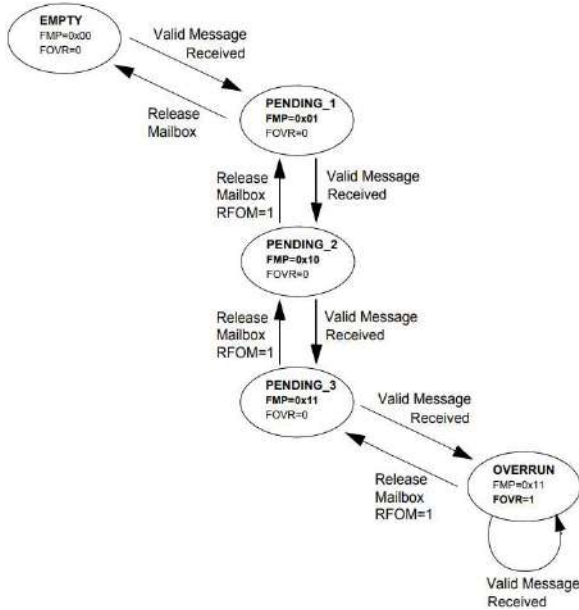 EMPTY
FMP=0x00
FOVR=0
Valid Message
Received
Release
Mailbox
PENDING_1
FMP=0x01
FOVR=0
Release
Mailbox
RFOM=1
Valid Message
Received
PENDING_2
FMP=0x10
FOVR=0
Release
Mailbox
RFOM=1
Valid Message
Received
PENDING_3
FMP=0x11
FOVR=0
Valid Message
Received
Release
Mailbox
RFOM=1
OVERRUN
FMP=0x11
FOVR=1
Valid Message
Received